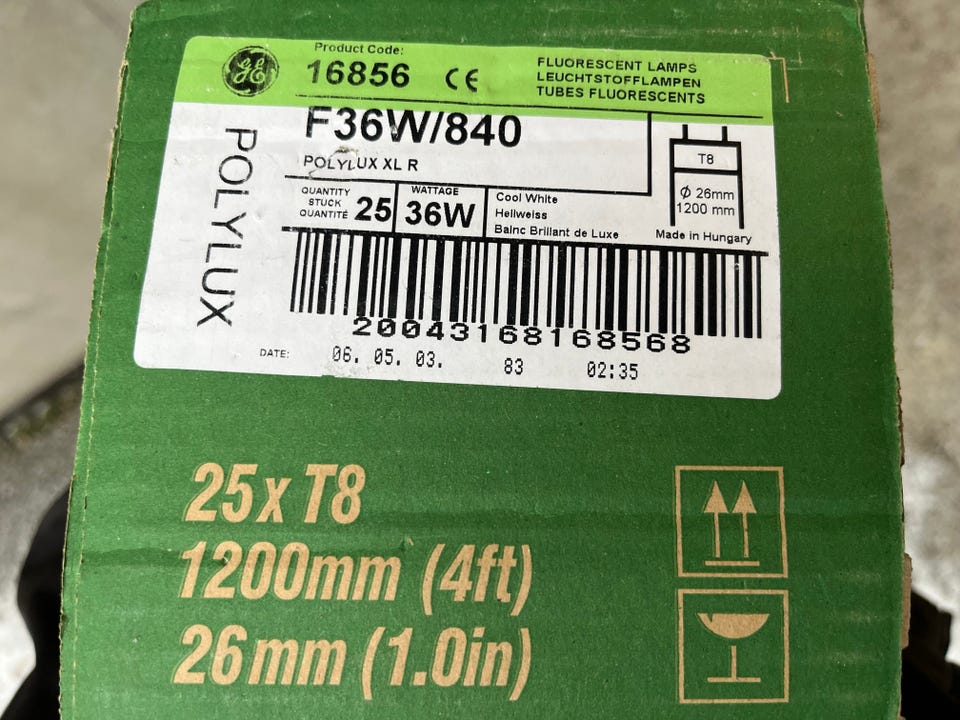 GE
Product Code:
16856 CE
FLUORESCENT LAMPS
LEUCHTSTOFFLAMPEN
TUBES FLUORESCENTS
POLYLUX
F36W/840
POLYLUX XL R
T8
Ø 26mm
1200 mm
QUANTITY
STUCK
QUANTITÉ
25
WATTAGE
36W
Cool White
Hellweiss
Balnc Brillant de Luxe
Made in Hungary
20043168168568
DATE: 06. 05. 03. 83 02:35
25x T8
1200mm (4ft)
26mm (1.0in)